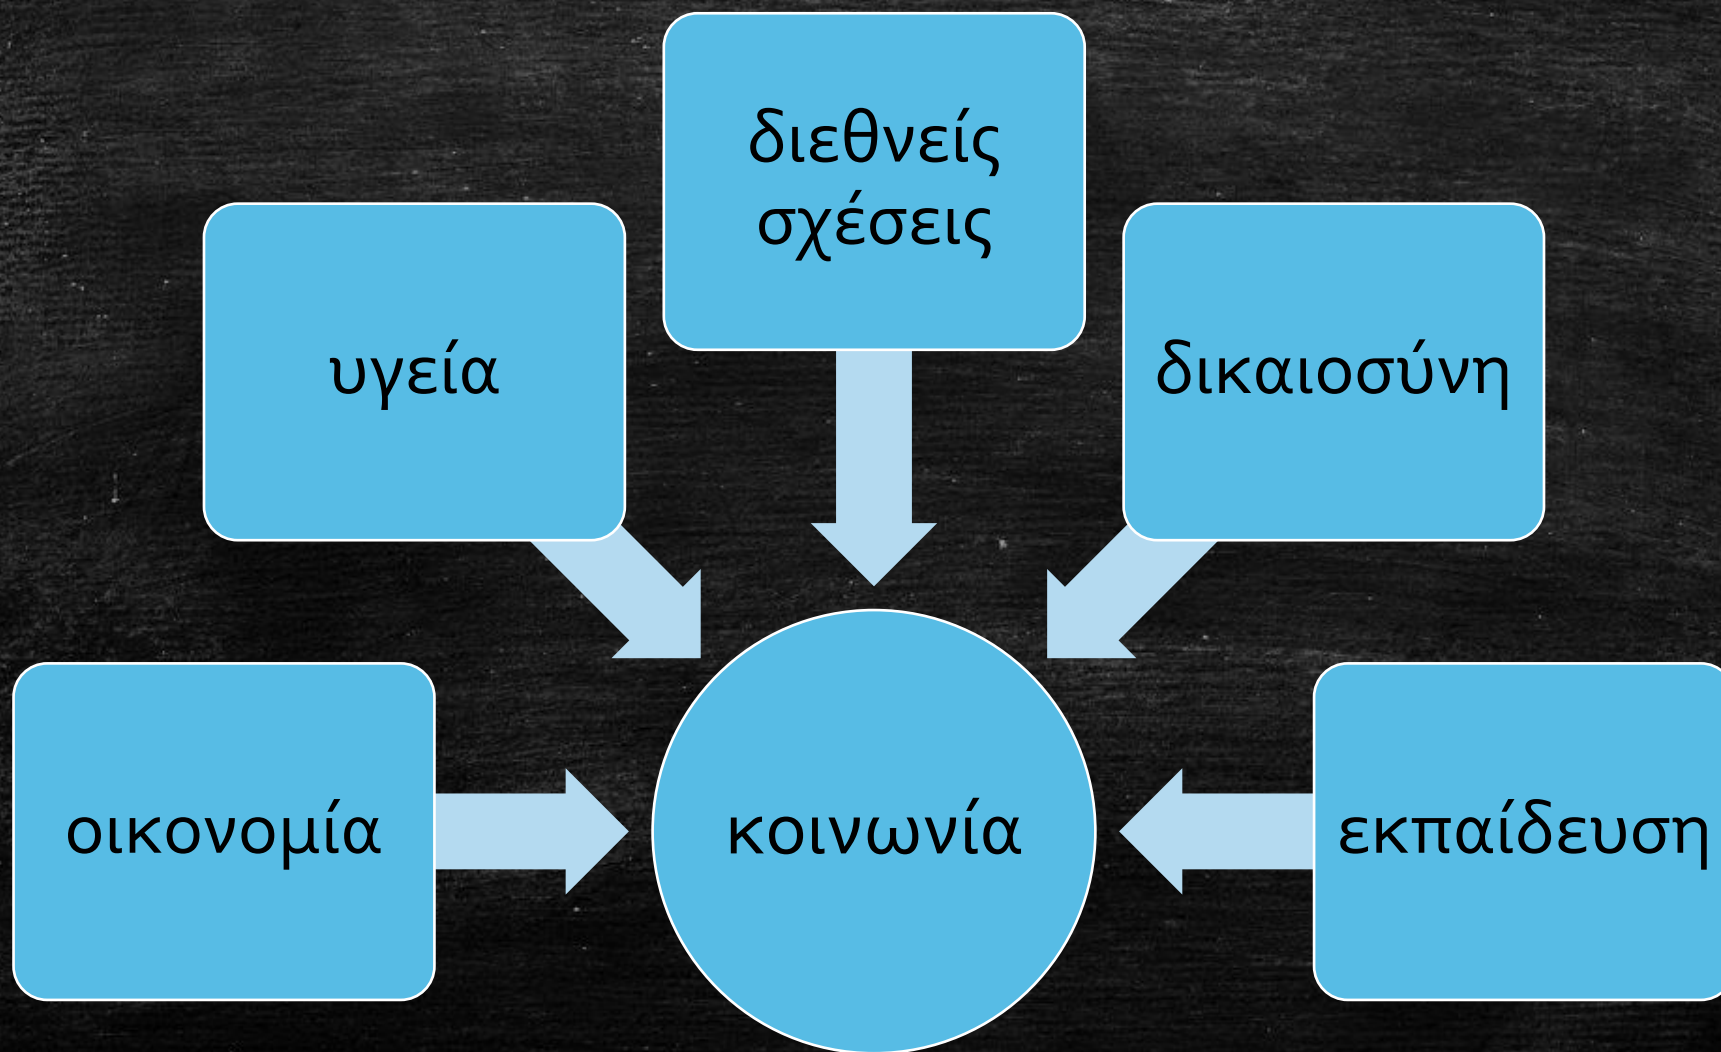 διεθνείς
σχέσεις
υγεία
δικαιοσύνη
οικονομία
κοινωνία
εκπαίδευση